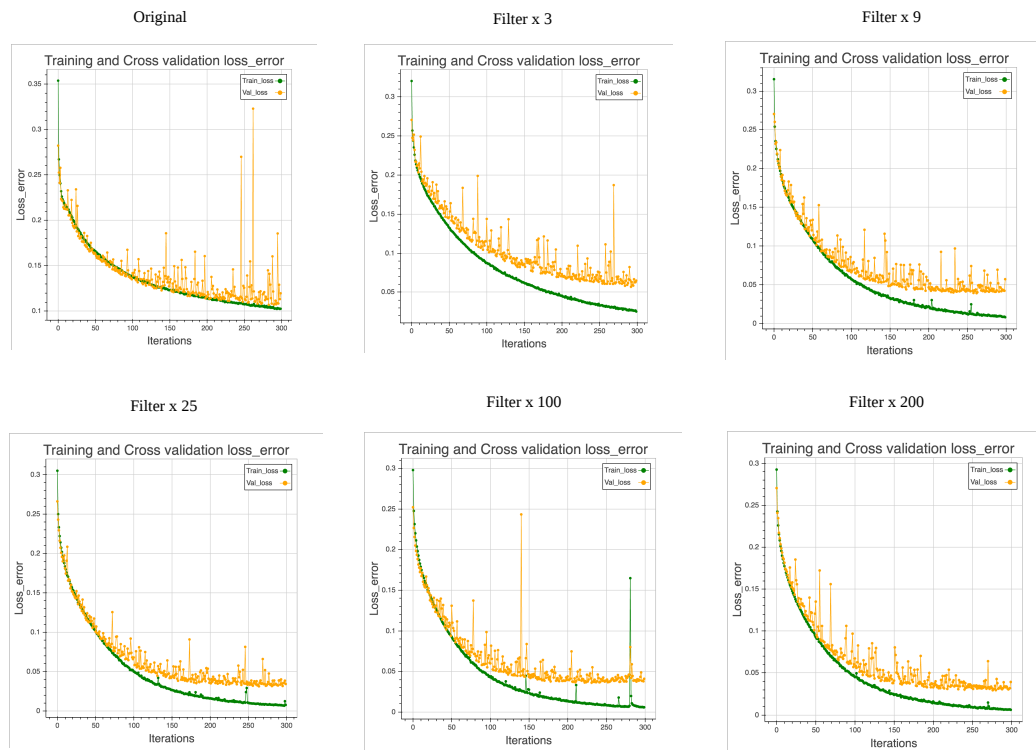 Original
Training and Cross validation loss_error
Train_loss
Val_loss
Loss_error
0.35
0.3
0.25
0.2
0.15
0.1
0
50
100
150
200
250
300
Iterations
Filter x 3
Training and Cross validation loss_error
Train_loss
Val_loss
Loss_error
0.3
0.25
0.2
0.15
0.1
0.05
0
50
100
150
200
250
300
Iterations
Filter x 9
Training and Cross validation loss_error
Train_loss
Val_loss
Loss_error
0.3
0.25
0.2
0.15
0.1
0.05
0
0
50
100
150
200
250
300
Iterations
Filter x 25
Training and Cross validation loss_error
Train_loss
Val_loss
Loss_error
0.3
0.25
0.2
0.15
0.1
0.05
0
0
50
100
150
200
250
300
Iterations
Filter x 100
Training and Cross validation loss_error
Train_loss
Val_loss
Loss_error
0.3
0.25
0.2
0.15
0.1
0.05
0
0
50
100
150
200
250
300
Iterations
Filter x 200
Training and Cross validation loss_error
Train_loss
Val_loss
Loss_error
0.3
0.25
0.2
0.15
0.1
0.05
0
0
50
100
150
200
250
300
Iterations